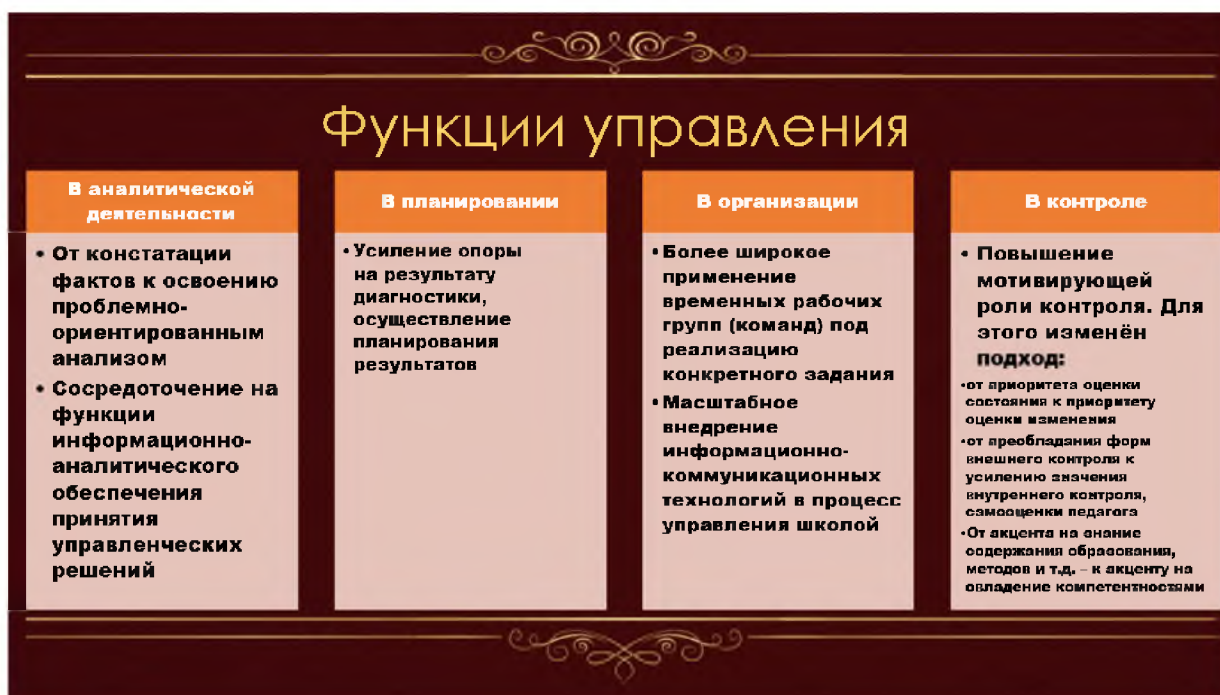 Функции управления
В аналитической
деятельности
• От констатации
фактов к освоению
проблемно-
ориентированным
анализом
• Сосредоточение на
функции
информационно-
аналитического
обеспечения
принятия
управленческих
решений
В планировании
• Усиление опоры
на результату
диагностики,
осуществление
планирования
результатов
В организации
• Более широкое
применение
временных рабочих
групп (команд) под
реализацию
конкретного задания
• Масштабное
внедрение
информационно-
коммуникационных
технологий в процесс
управления школой
В контроле
• Повышение
мотивирующей
роли контроля. Для
этого изменён
подход:
•от приоритета оценки
состояния к приоритету
оценки изменения
•от преобладания форм
внешнего контроля к
усилению значения
внутреннего контроля,
самооценки педагога
•От акцента на знание
содержания образования,
методов и т.д. – к акценту на
овладение компетентностями